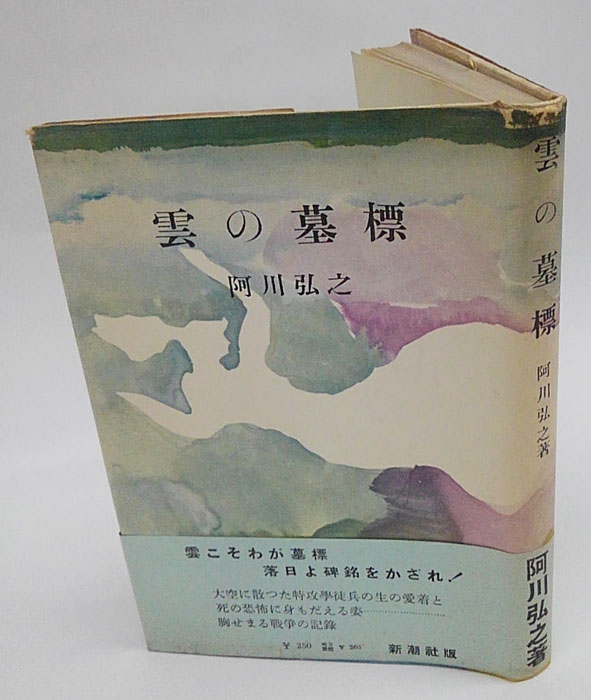 雲の墓標
阿川弘之
雲こそわが墓標
落日よ碑銘をかざれ!
大空に散つた特攻學徒兵の生の愛着と
死の恐怖に身もだえる姿…………
胸せまる戰爭の記錄
¥ 250
新潮社版
雲の墓標
阿川弘之著
阿川弘之著